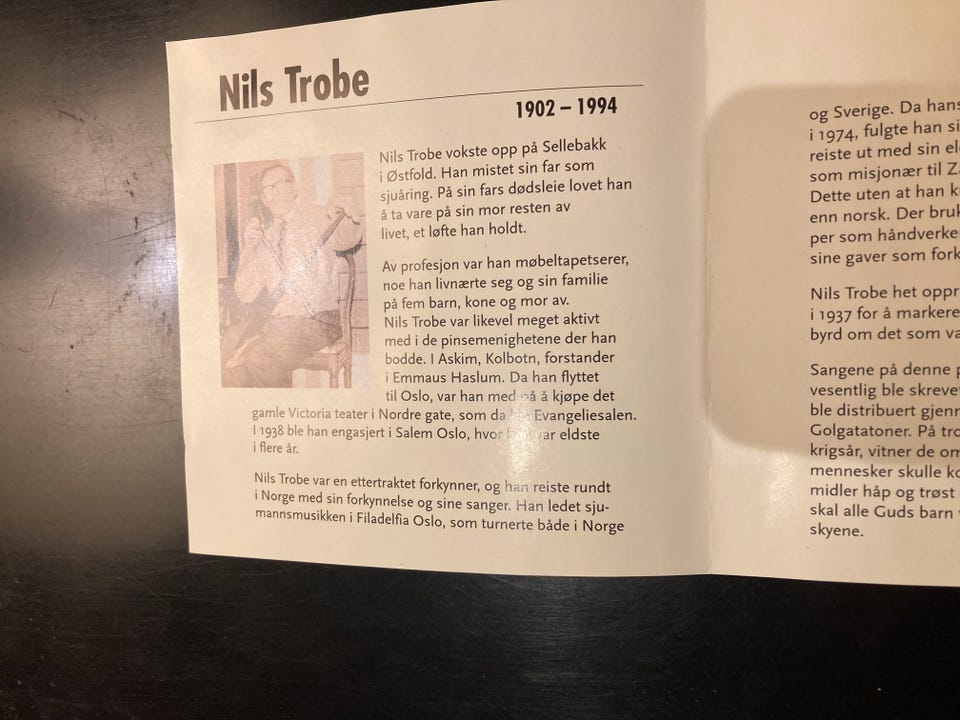 Nils Trobe
1902 – 1994
Nils Trobe vokste opp på Sellebakk
i Østfold. Han mistet sin far som
sjuåring. På sin fars dødsleie lovet han
å ta vare på sin mor resten av
livet, et løfte han holdt.
Av profesjon var han møbeltapetserer,
noe han livnærte seg og sin familie
på fem barn, kone og mor av.
Nils Trobe var likevel meget aktivt
med i de pinsemenighetene der han
bodde. I Askim, Kolbotn, forstander
i Emmaus Haslum. Da han flyttet
til Oslo, var han med på å kjøpe det
gamle Victoria teater i Nordre gate, som da Evangeliesalen.
I 1938 ble han engasjert i Salem Oslo, hvor var eldste
i flere år.
Nils Trobe var en ettertraktet forkynner, og han reiste rundt
i Norge med sin forkynnelse og sine sanger. Han ledet sju-
mannsmusikken i Filadelfia Oslo, som turnerte både i Norge
og Sverige. Da hans
i 1974, fulgte han
reiste ut med sin
som misjonær til
Dette uten at han
enn norsk. Der
per som
sine gaver som
Nils Trobe het
i 1937 for å markere
byrd om det som
Sangene på denne
vesentlig ble
ble distribuert
Golgatatoner. På
krigsår, vitner de
mennesker skulle
midler håp og trøst
skal alle Guds barn
skyene.